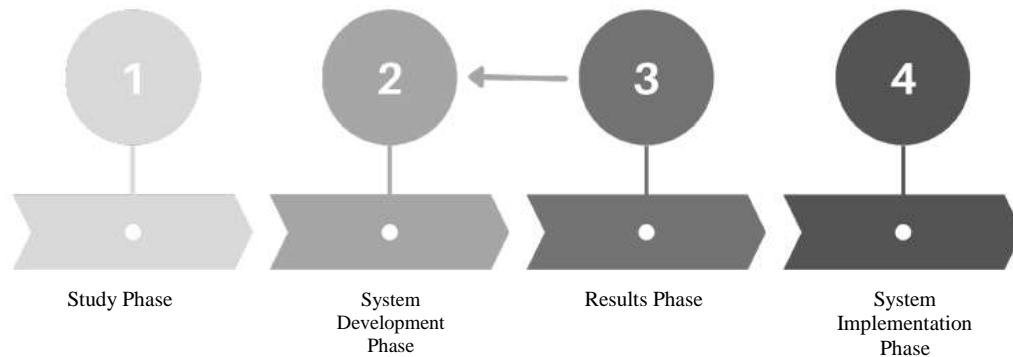 1
2
3
4
Study Phase
System
Development
Phase
Results Phase
System
Implementation
Phase